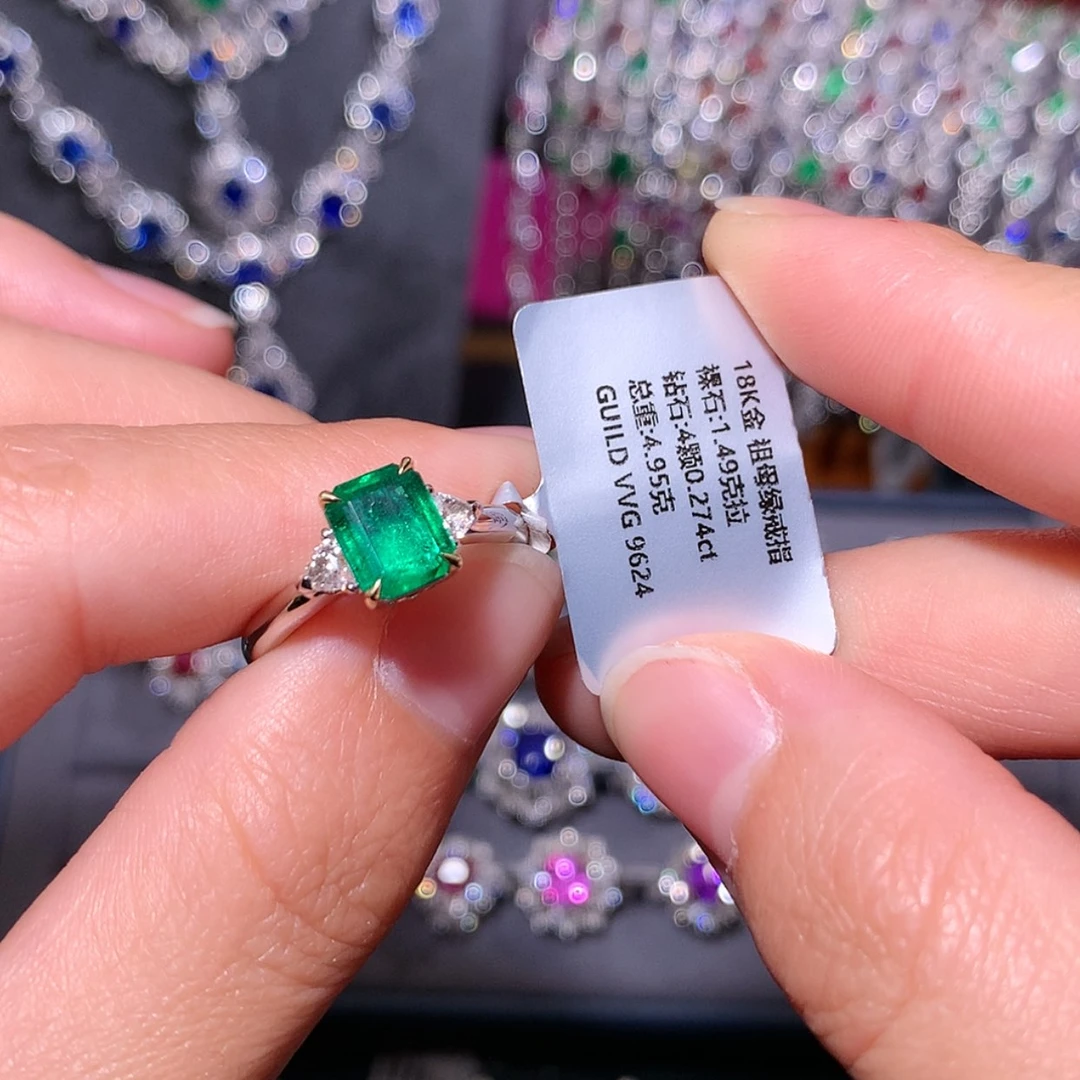 18K金 祖母绿戒指
裸石:1.49克拉
钻石:4颗0.274ct
总重:4.95克
GUILD VVG 9624